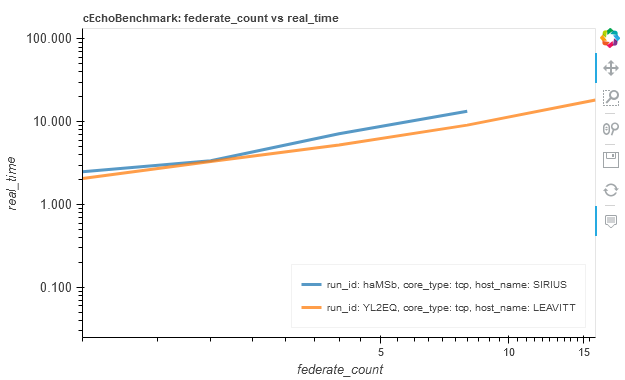 cEchoBenchmark: federate_count vs real_time
100.000
10.000
1.000
0.100
real_time
run_id: haMSb, core_type: tcp, host_name: SIRIUS
run_id: YL2EQ, core_type: tcp, host_name: LEAVITT
5
10
15
federate_count